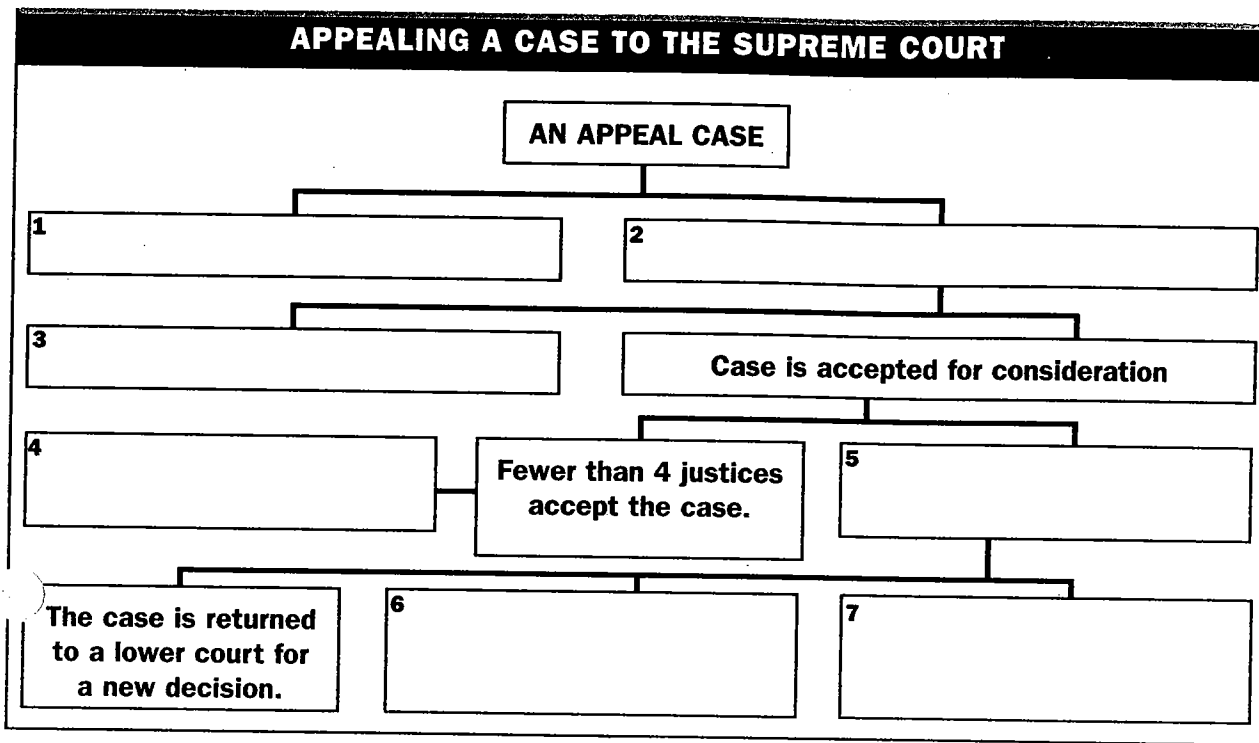 APPEALING A CASE TO THE SUPREME COURT
AN APPEAL CASE
1
2
3
Case is accepted for consideration
4
Fewer than 4 justices
accept the case.
5
The case is returned
to a lower court for
a new decision.
6
7